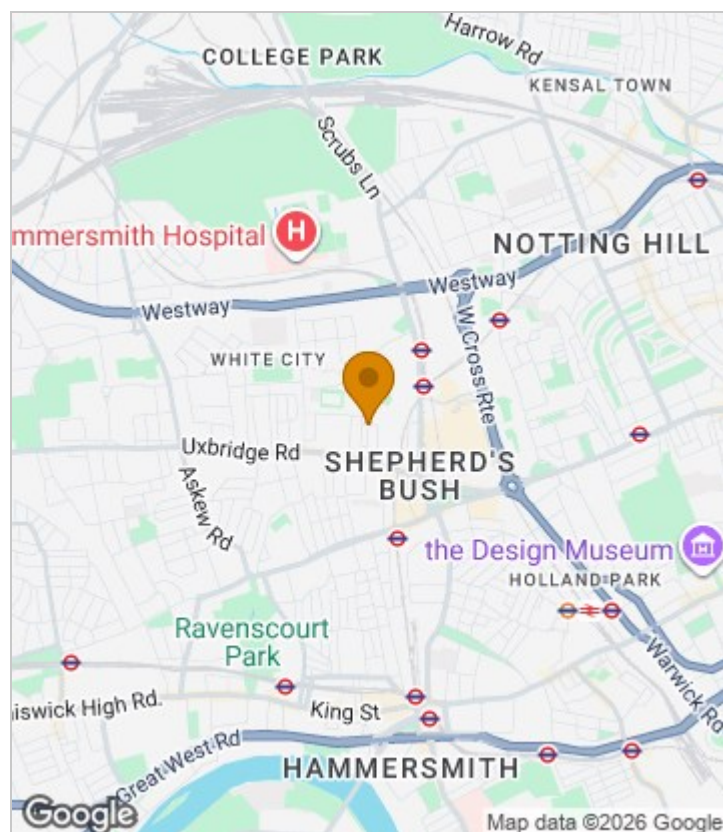 Harrow Rd
COLLEGE PARK
KENSAL TOWN
Scrubs Ln
mmersmith Hospital
H
NOTTING HILL
Westway
Westway
W Cross Rte
WHITE CITY
Uxbridge Rd
SHEPHERD'S
BUSH
Askew Rd
the Design Museum
HOLLAND PARK
Ravenscourt
Park
Warwick Rd
niswick High Rd.
King St
Great West Rd
HAMMERSMITH
Google
Map data ©2026 Google